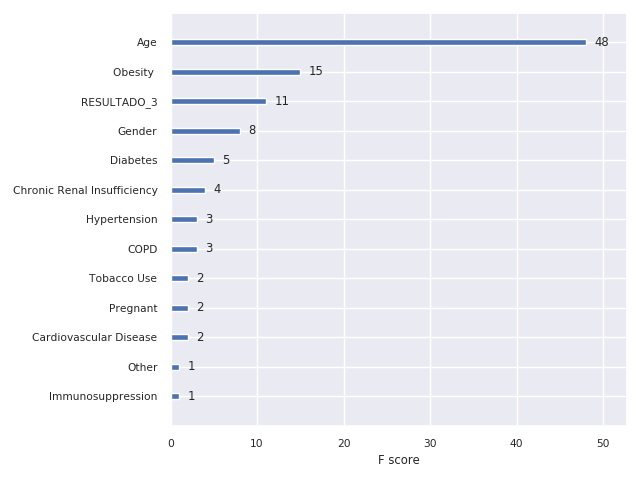 Age 48
Obesity 15
RESULTADO_3 11
Gender 8
Diabetes 5
Chronic Renal Insufficiency 4
Hypertension 3
COPD 3
Tobacco Use 2
Pregnant 2
Cardiovascular Disease 2
Other 1
Immunosuppression 1
0 10 20 30 40 50
F score